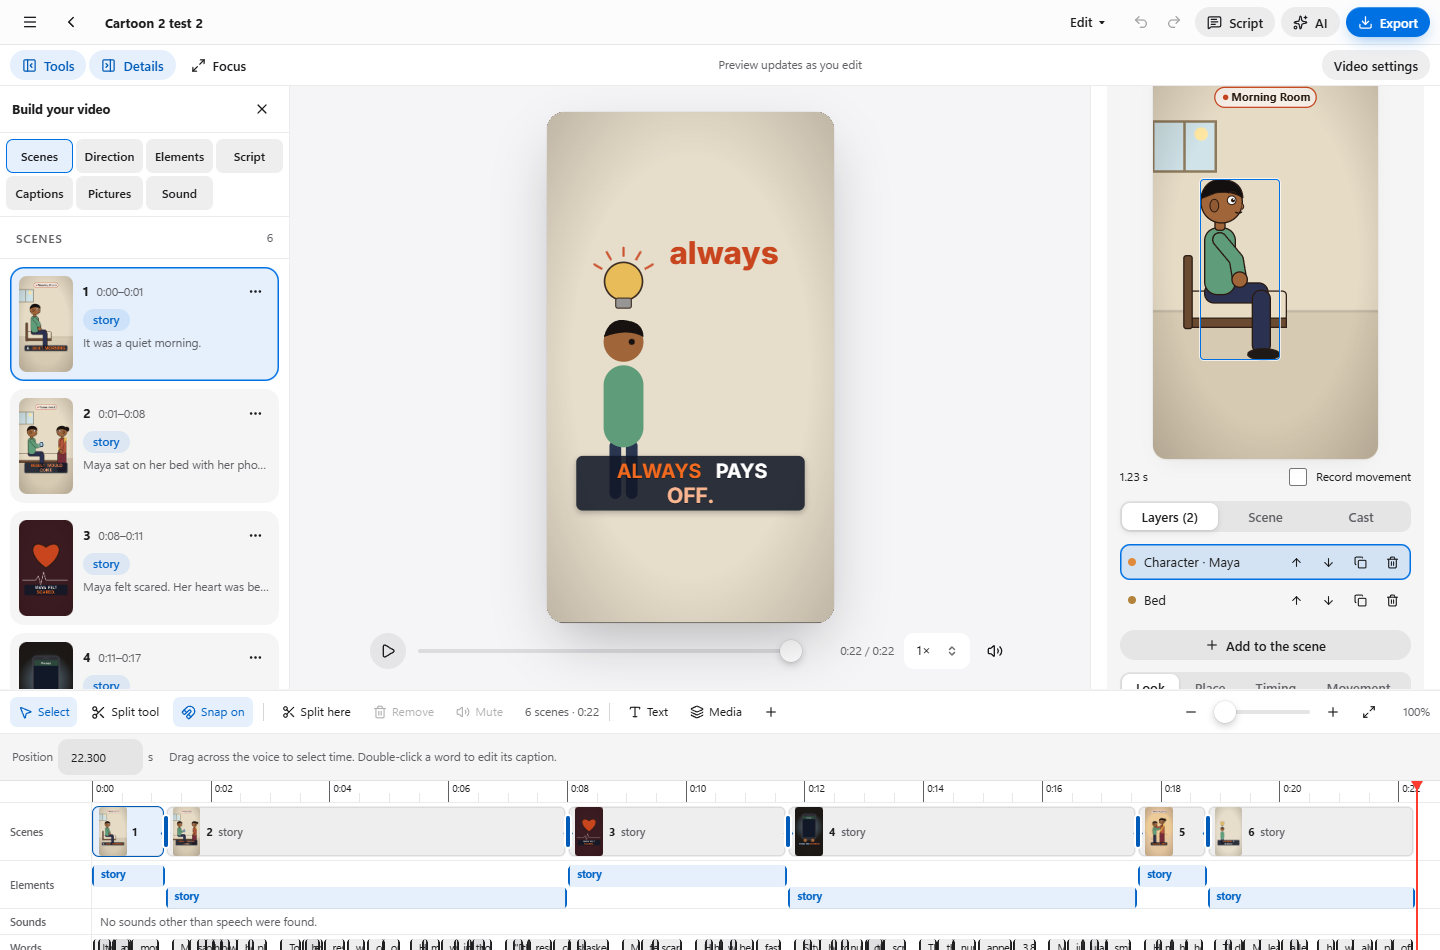 Cartoon 2 test 2
Edit
Script
AI
Export
Tools
Details
Focus
Preview updates as you edit
Video settings
Build your video
Scenes
Direction
Elements
Script
Captions
Pictures
Sound
SCENES
6
1 0:00–0:01
story
It was a quiet morning.
2 0:01–0:08
story
Maya sat on her bed with her pho...
3 0:08–0:11
story
Maya felt scared. Her heart was be...
4 0:11–0:17
story
always
ALWAYS PAYS
OFF.
0:22 / 0:22
1×
Morning Room
1.23 s
Record movement
Layers (2)
Scene
Cast
Character · Maya
Bed
Add to the scene
Look
Place
Timing
Movement
Select
Split tool
Snap on
Split here
Remove
Mute
6 scenes · 0:22
Text
Media
100%
Position
22.300
s
Drag across the voice to select time. Double-click a word to edit its caption.
0:00
0:02
0:04
0:06
0:08
0:10
0:12
0:14
0:16
0:18
0:20
Scenes
1
2 story
3 story
4 story
5
6 story
Elements
story
story
story
story
story
story
Sounds
No sounds other than speech were found.
Words